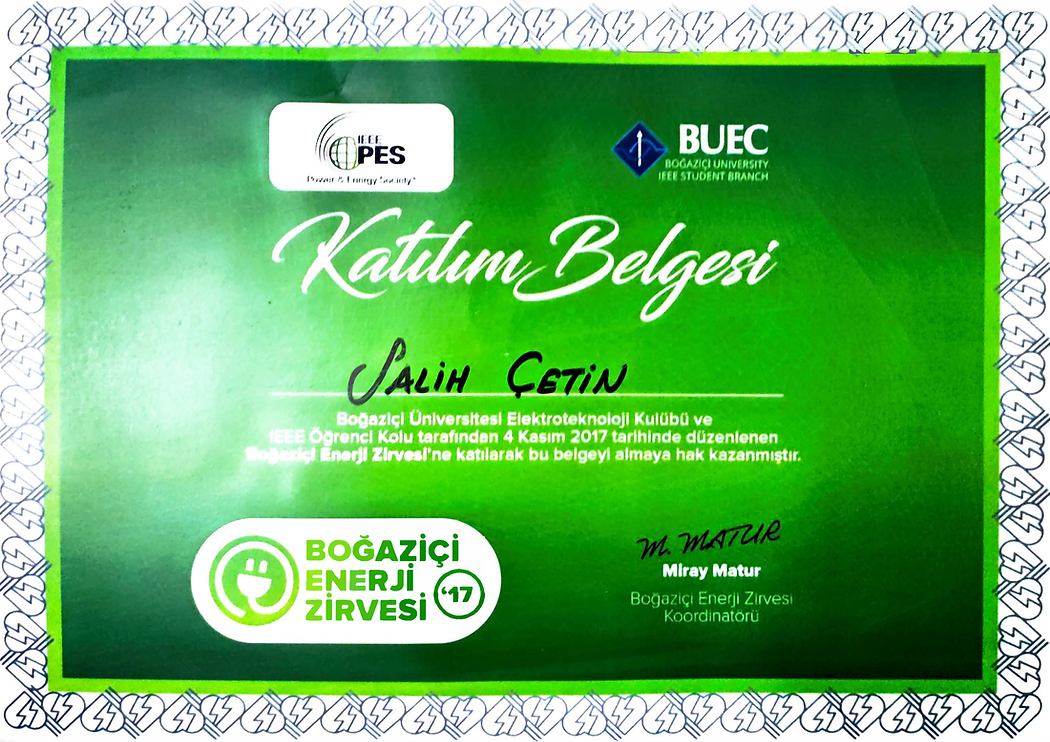 IEEE
PES
Power & Energy Society®
BUEC
BOĞAZİÇİ UNIVERSITY
IEEE STUDENT BRANCH
Katılım Belgesi
SALİH ÇETİN
Boğaziçi Üniversitesi Elektroteknoloji Kulübü ve
IEEE Öğrenci Kolu tarafından 4 Kasım 2017 tarihinde düzenlenen
Boğaziçi Enerji Zirvesi'ne katılarak bu belgeyi almaya hak kazanmıştır.
BOĞAZİÇİ
ENERJİ
ZİRVESİ '17
M. MATUR
Miray Matur
Boğaziçi Enerji Zirvesi
Koordinatörü